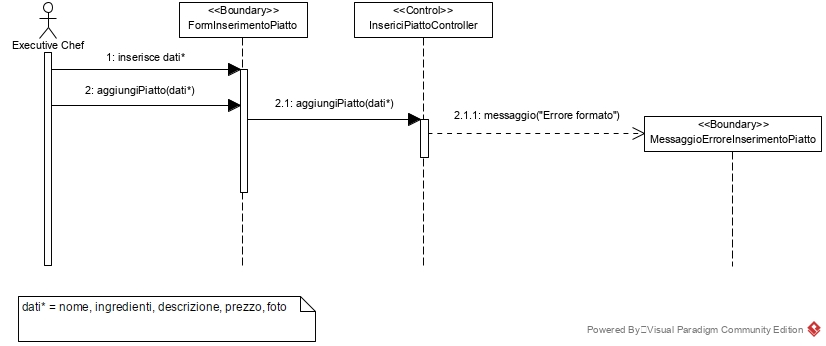 <<Boundary>>
FormInserimentoPiatto
<<Control>>
InsericiPiattoController
Executive Chef
1: inserisce dati*
2: aggiungiPiatto(dati*)
2.1: aggiungiPiatto(dati*)
2.1.1: messaggio("Errore formato")
<<Boundary>>
MessaggioErroreInserimentoPiatto
dati* = nome, ingredienti, descrizione, prezzo, foto
Powered By Visual Paradigm Community Edition